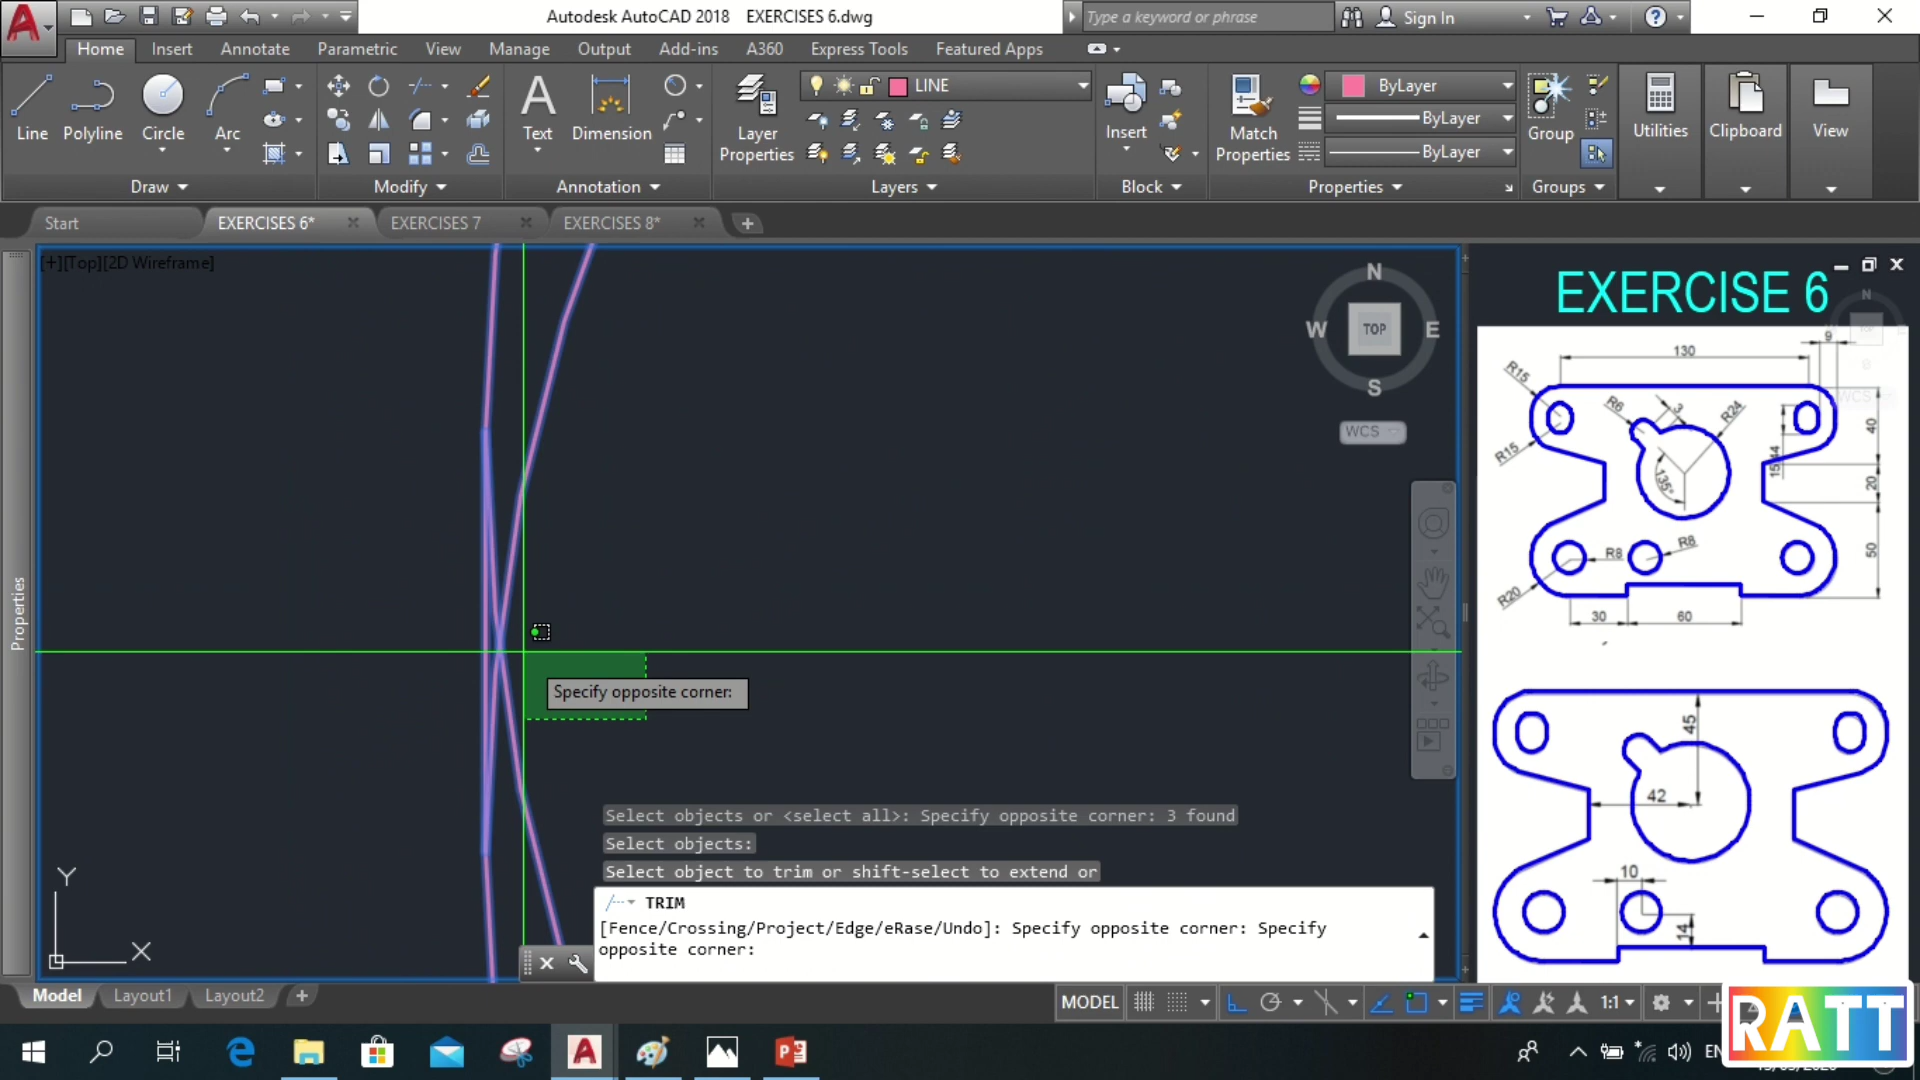 Autodesk AutoCAD 2018 EXERCISES 6.dwg
Type a keyword or phrase
Sign In
Home Insert Annotate Parametric View Manage Output Add-ins A360 Express Tools Featured Apps
LINE
ByLayer
ByLayer
ByLayer
Line Polyline Circle Arc
Text Dimension
Layer Properties
Insert
Match Properties
Group
Utilities
Clipboard
View
Draw Modify Annotation Layers Block Properties Groups
Start EXERCISES 6* EXERCISES 7 EXERCISES 8*
[+][Top][2D Wireframe]
N
W TOP E
S
WCS
Properties
Specify opposite corner:
Select objects or <select all>: Specify opposite corner: 3 found
Select objects:
Select object to trim or shift-select to extend or
TRIM
[Fence/Crossing/Project/Edge/eRase/Undo]: Specify opposite corner: Specify
opposite corner:
Y
X
EXERCISE 6
N
WCS
130
9
R15
R6
3
R24
R15
15
44
40
135°
20
R8
R8
50
R20
30
60
45
42
10
14
Model Layout1 Layout2
MODEL
1:1
RATT